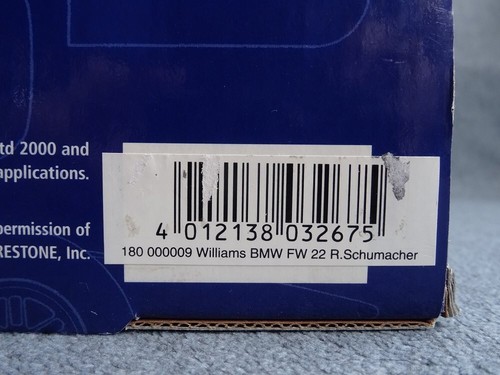 td 2000 and
applications.
permission of
RESTONE, Inc.
4 012138 032675
180 000009 Williams BMW FW 22 R.Schumacher